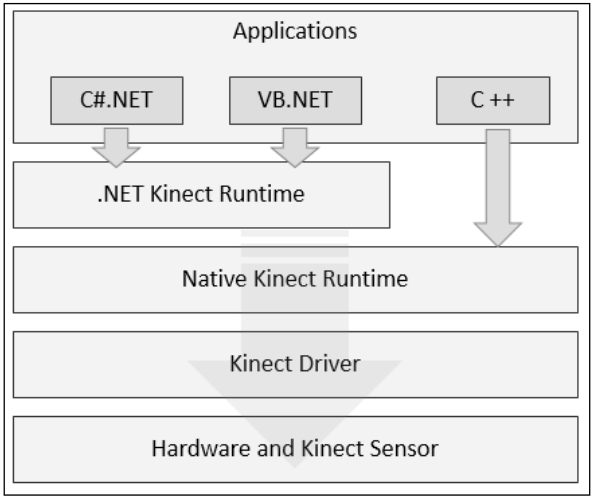 Applications
C#.NET
VB.NET
C ++
.NET Kinect Runtime
Native Kinect Runtime
Kinect Driver
Hardware and Kinect Sensor